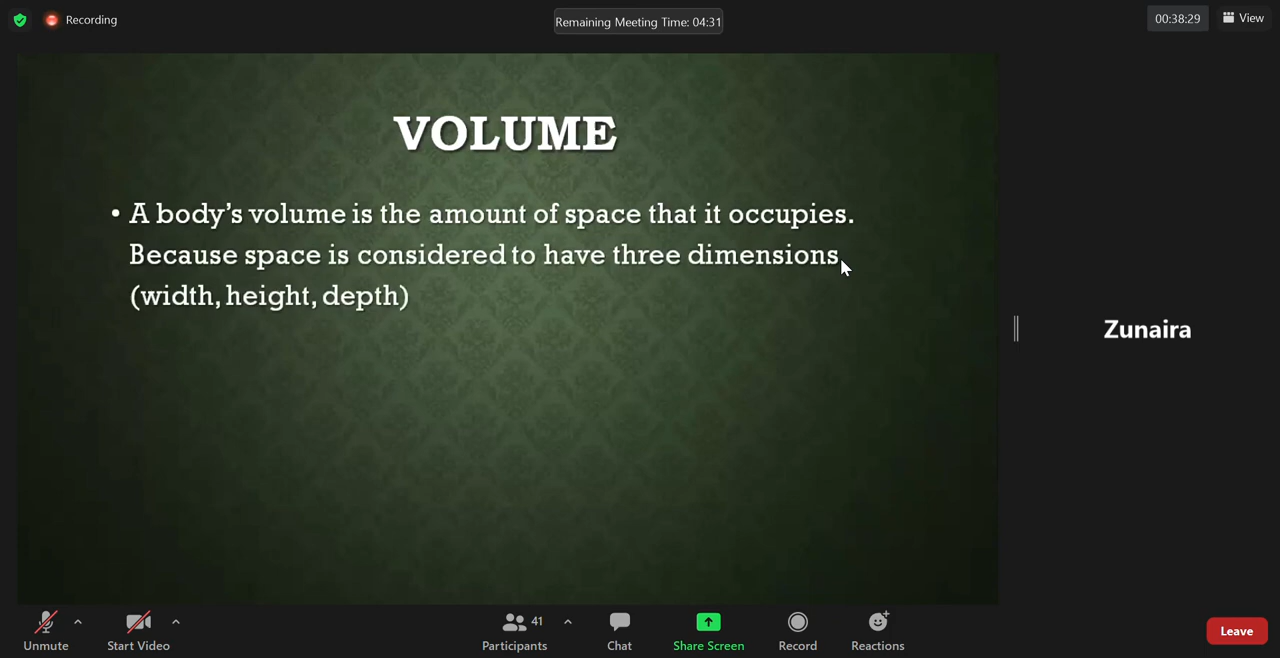 Recording
Remaining Meeting Time: 04:31
00:38:29
View
VOLUME
• A body's volume is the amount of space that it occupies.
Because space is considered to have three dimensions
(width, height, depth)
Zunaira
Unmute
Start Video
41
Participants
Chat
Share Screen
Record
Reactions
Leave